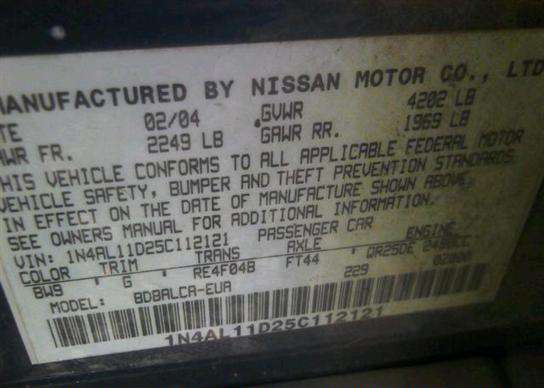 MANUFACTURED BY NISSAN MOTOR CO., LTD
02/04 GVWR 4202 LB
WR FR. 2249 LB GAWR RR. 1969 LB
HIS VEHICLE CONFORMS TO ALL APPLICABLE FEDERAL MOTOR
VEHICLE SAFETY, BUMPER AND THEFT PREVENTION STANDARDS
IN EFFECT ON THE DATE OF MANUFACTURE SHOWN ABOVE.
SEE OWNERS MANUAL FOR ADDITIONAL INFORMATION.
VIN: 1N4AL11D25C112121 PASSENGER CAR
COLOR TRIM TRANS AXLE ENGINE
BW9 G RE4F04B FT44 QR25DE 2488CC
MODEL: BDBALCA-EUA 229
1N4AL11D25C112121